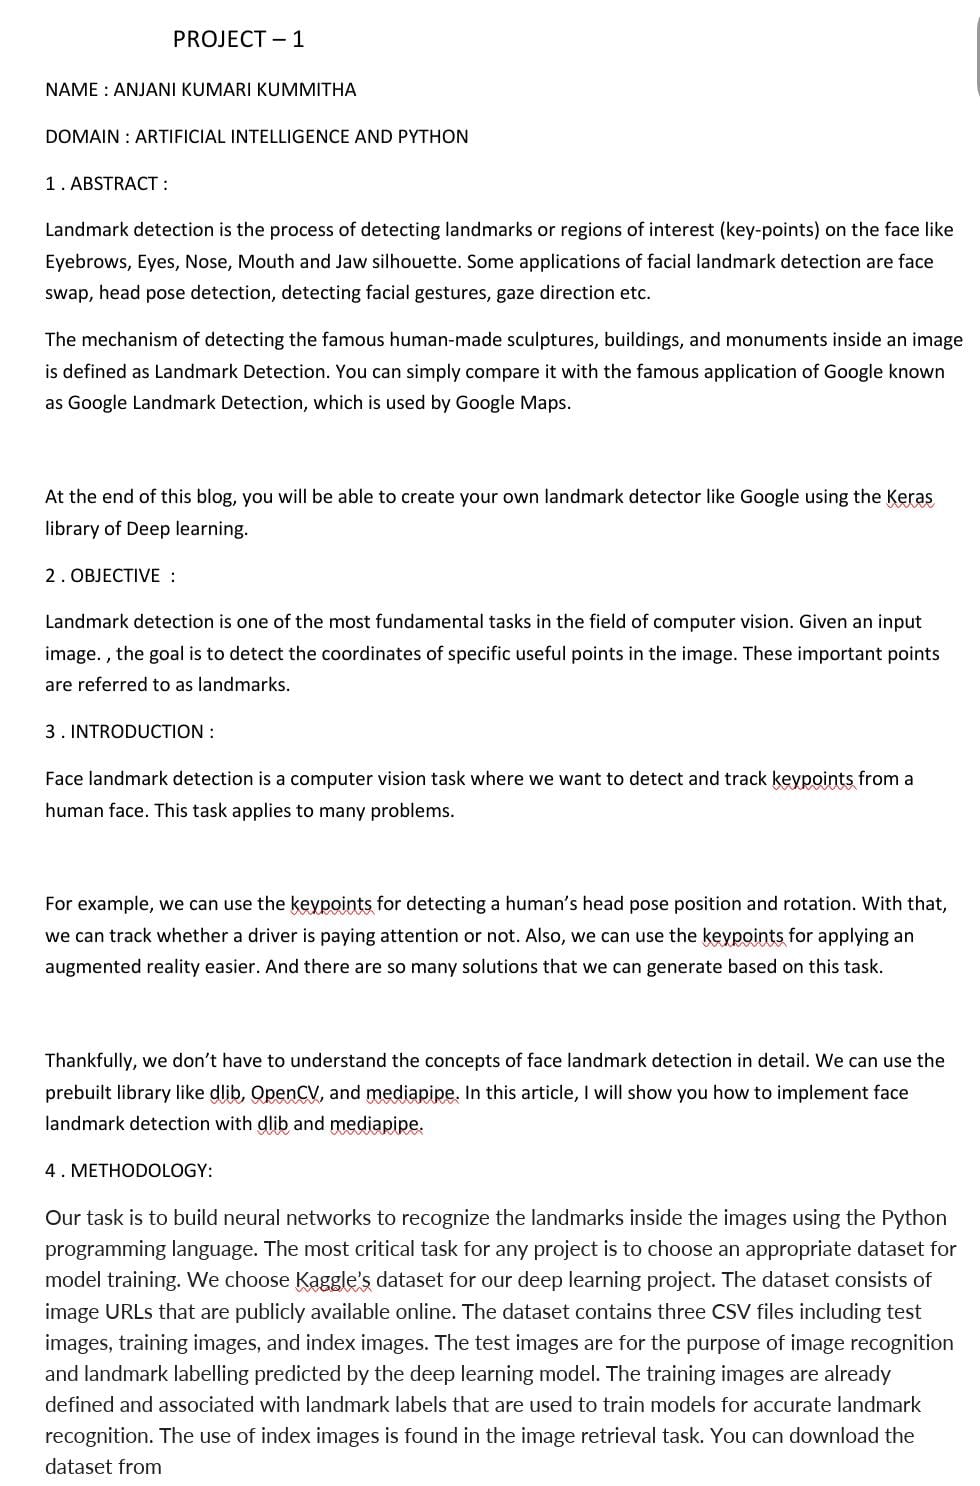 PROJECT – 1
NAME : ANJANI KUMARI KUMMITHA
DOMAIN : ARTIFICIAL INTELLIGENCE AND PYTHON
1 . ABSTRACT :
Landmark detection is the process of detecting landmarks or regions of interest (key-points) on the face like
Eyebrows, Eyes, Nose, Mouth and Jaw silhouette. Some applications of facial landmark detection are face
swap, head pose detection, detecting facial gestures, gaze direction etc.
The mechanism of detecting the famous human-made sculptures, buildings, and monuments inside an image
is defined as Landmark Detection. You can simply compare it with the famous application of Google known
as Google Landmark Detection, which is used by Google Maps.
At the end of this blog, you will be able to create your own landmark detector like Google using the Keras
library of Deep learning.
2 . OBJECTIVE  :
Landmark detection is one of the most fundamental tasks in the field of computer vision. Given an input
image. , the goal is to detect the coordinates of specific useful points in the image. These important points
are referred to as landmarks.
3 . INTRODUCTION :
Face landmark detection is a computer vision task where we want to detect and track keypoints from a
human face. This task applies to many problems.
For example, we can use the keypoints for detecting a human’s head pose position and rotation. With that,
we can track whether a driver is paying attention or not. Also, we can use the keypoints for applying an
augmented reality easier. And there are so many solutions that we can generate based on this task.
Thankfully, we don’t have to understand the concepts of face landmark detection in detail. We can use the
prebuilt library like dlib, OpenCV, and mediapipe. In this article, I will show you how to implement face
landmark detection with dlib and mediapipe.
4 . METHODOLOGY:
Our task is to build neural networks to recognize the landmarks inside the images using the Python
programming language. The most critical task for any project is to choose an appropriate dataset for
model training. We choose Kaggle’s dataset for our deep learning project. The dataset consists of
image URLs that are publicly available online. The dataset contains three CSV files including test
images, training images, and index images. The test images are for the purpose of image recognition
and landmark labelling predicted by the deep learning model. The training images are already
defined and associated with landmark labels that are used to train models for accurate landmark
recognition. The use of index images is found in the image retrieval task. You can download the
dataset from